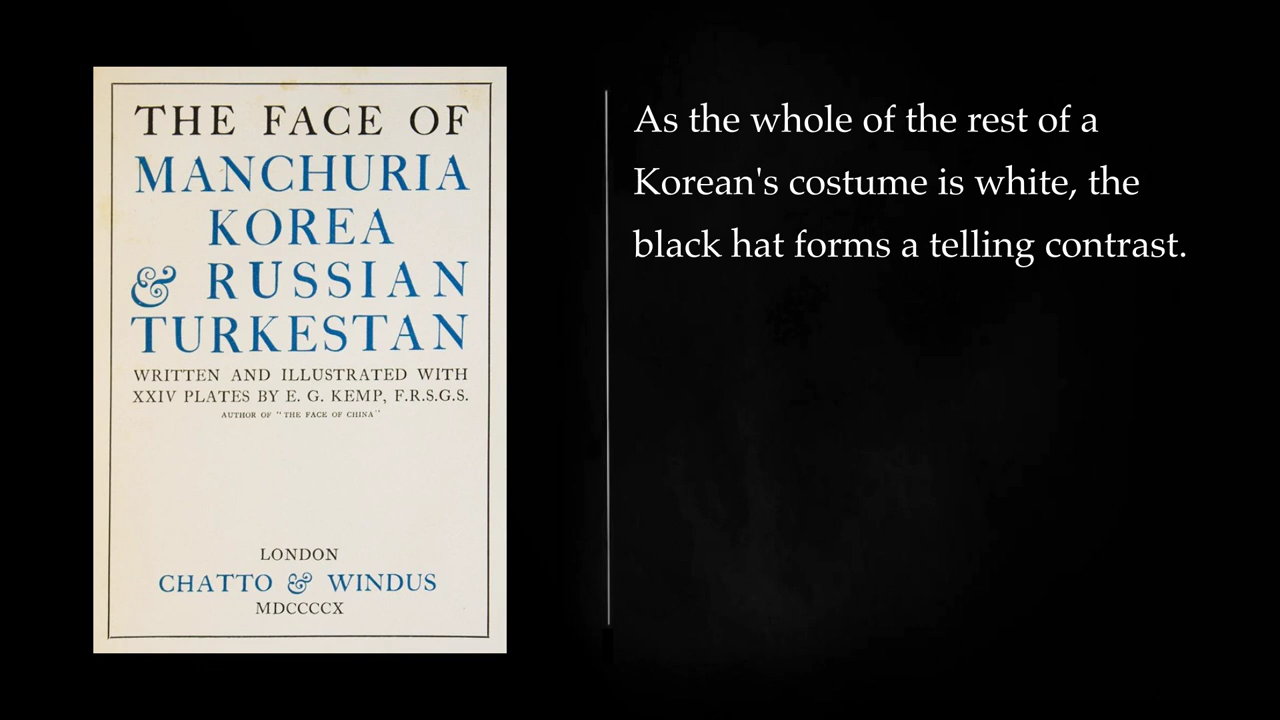 THE FACE OF
MANCHURIA
KOREA
& RUSSIAN
TURKESTAN
WRITTEN AND ILLUSTRATED WITH
XXIV PLATES BY E. G. KEMP, F.R.S.G.S.
AUTHOR OF "THE FACE OF CHINA"
LONDON
CHATTO & WINDUS
MDCCCCX
As the whole of the rest of a
Korean's costume is white, the
black hat forms a telling contrast.